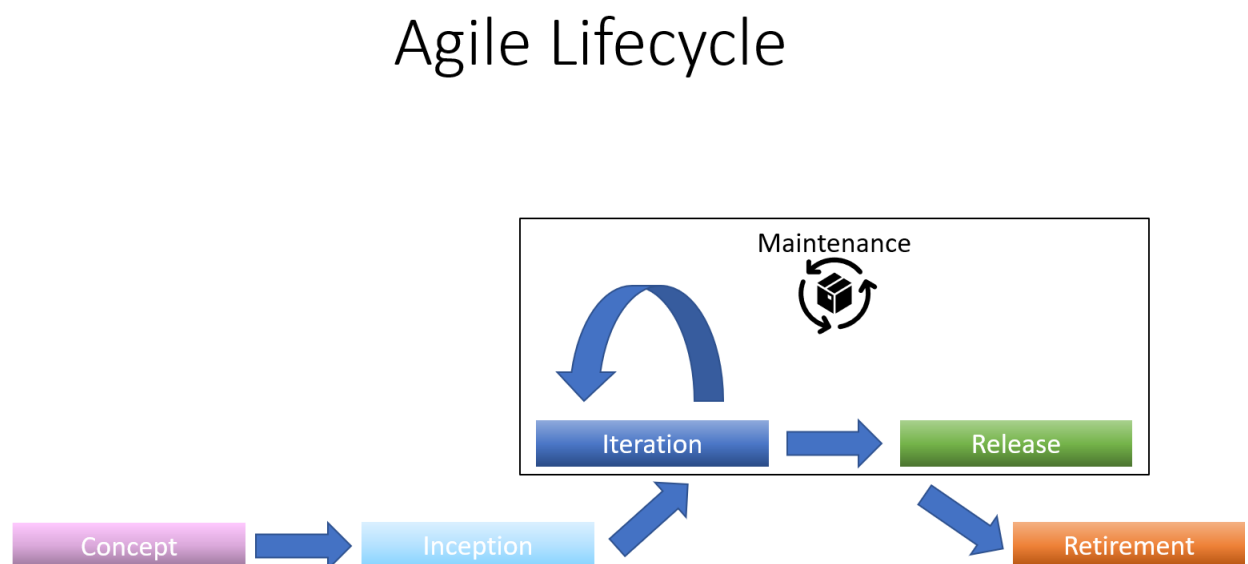 Agile Lifecycle
Maintenance
Iteration
Release
Concept
Inception
Retirement